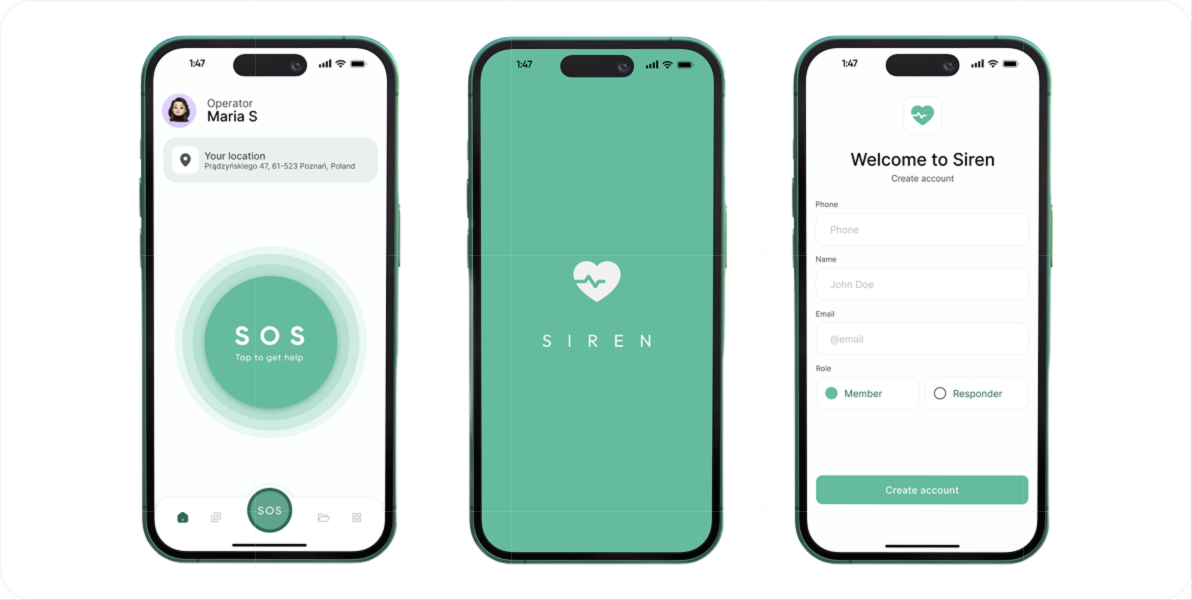 1:47
Operator
Maria S
Your location
Prądzyńskiego 47, 61-523 Poznań, Poland
SOS
Tap to get help
SOS
1:47
SIREN
1:47
Welcome to Siren
Create account
Phone
Phone
Name
John Doe
Email
@email
Role
Member
Responder
Create account